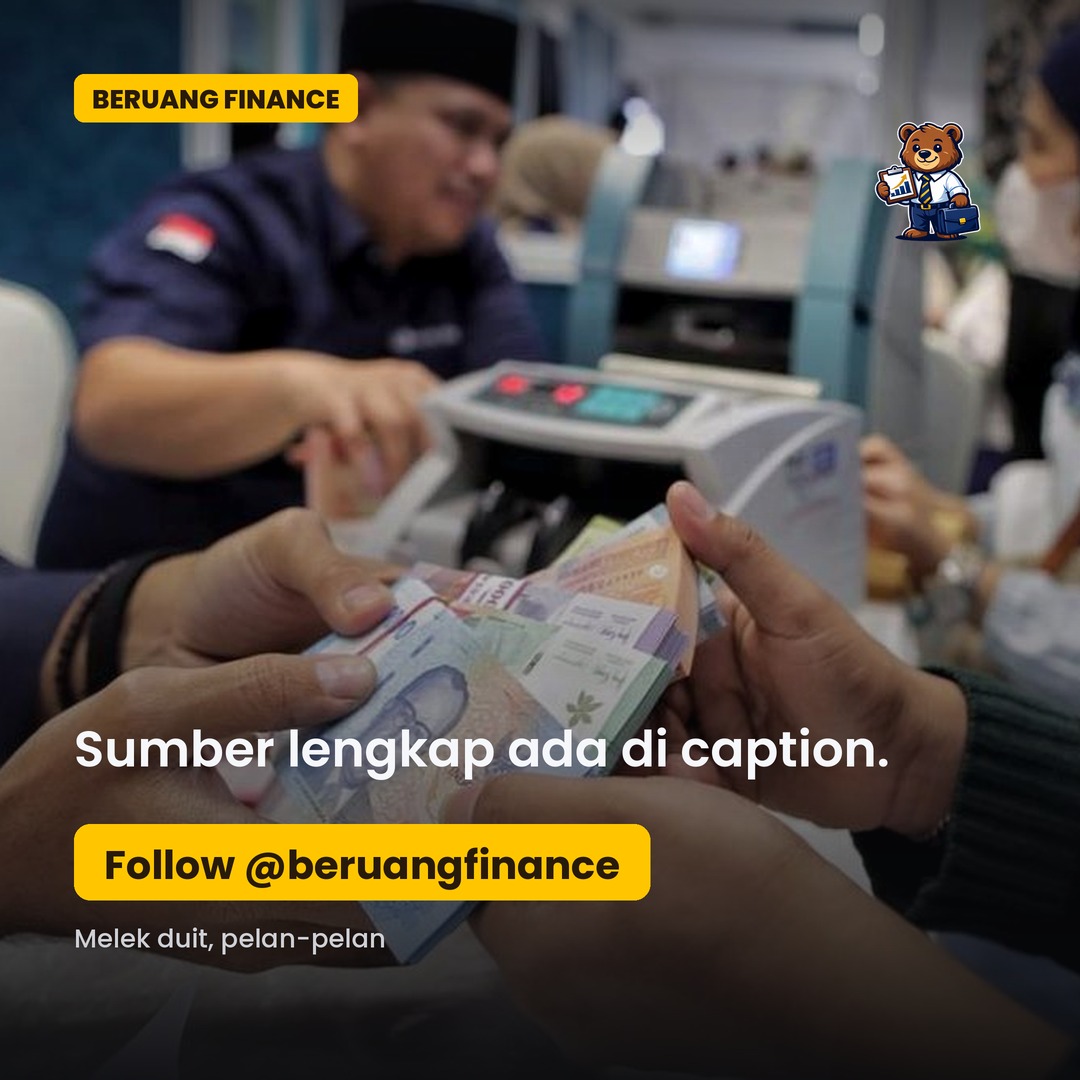 BERUANG FINANCE
Sumber lengkap ada di caption.
Follow @beruangfinance
Melek duit, pelan-pelan